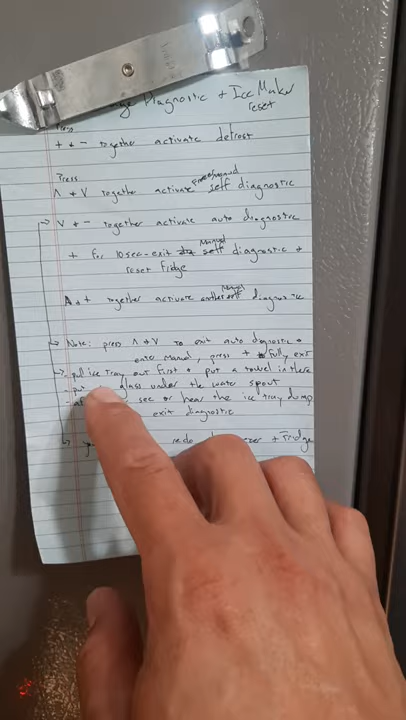 Diagnostic + Ice Maker
reset
Press
+ + - together activate defrost
Press
Λ + V together activate self diagnostic
V + - together activate auto diagnostic
+ for 10 sec - exit Manual self diagnostic +
reset fridge
Λ + + together activate diagnostic
Note: press Λ + V to exit auto diagnostic +
enter Manual, press + fully exit
- pull ice tray out first + put a towel in there
- put glass under the water spout
sec or hear the ice tray dump
exit diagnostic
redo + Fridge